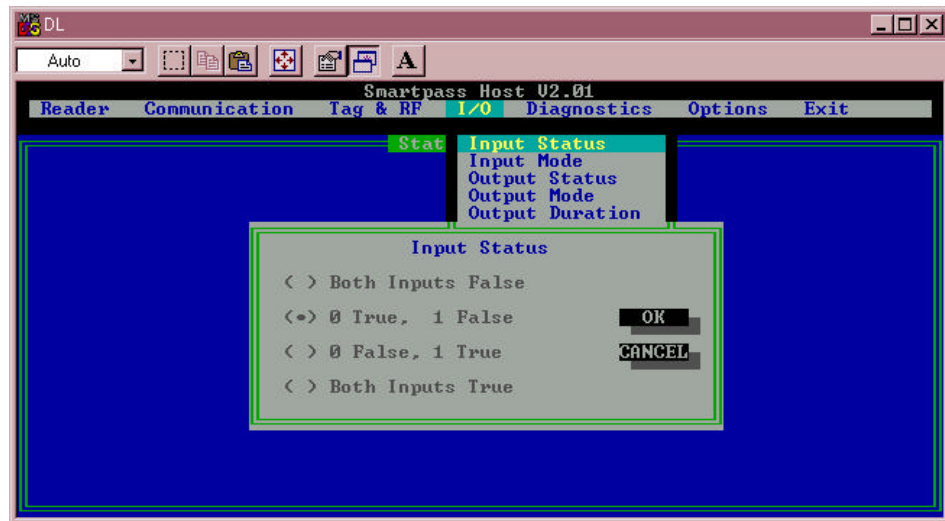 DL
Auto A
Smartpass Host V2.01
Reader Communication Tag & RF I/O Diagnostics Options Exit
Stat
Input Status
Input Mode
Output Status
Output Mode
Output Duration
Input Status
( ) Both Inputs False
(•) 0 True, 1 False
OK
( ) 0 False, 1 True
CANCEL
( ) Both Inputs True